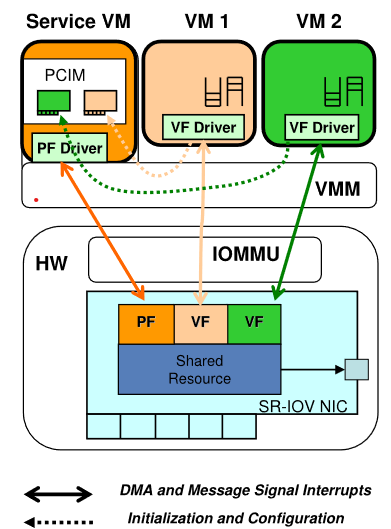 Service VM
VM 1
VM 2
PCIM
PF Driver
VF Driver
VF Driver
VMM
HW
IOMMU
PF
VF
VF
Shared
Resource
SR-IOV NIC
DMA and Message Signal Interrupts
Initialization and Configuration